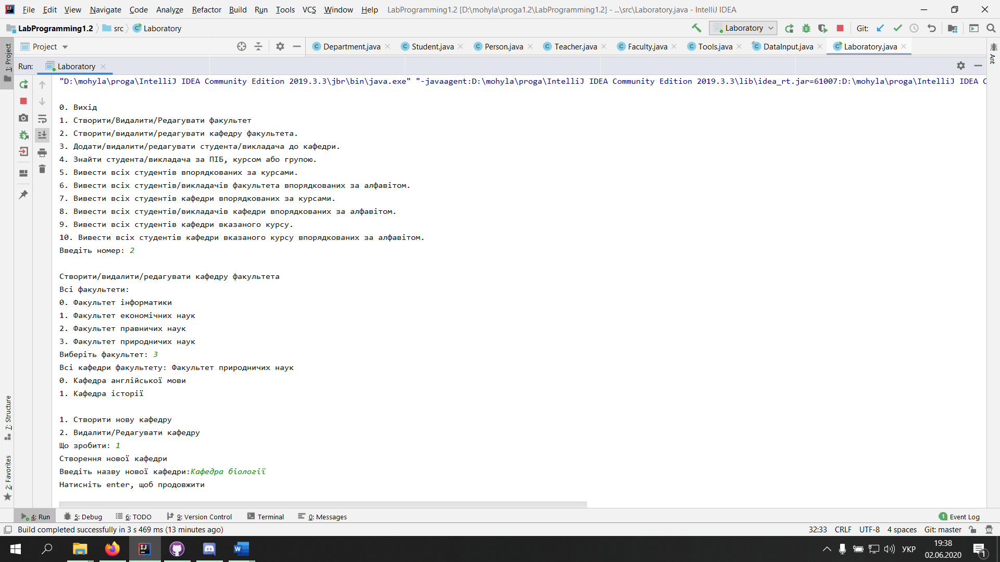 File Edit View Navigate Code Analyze Refactor Build Run Tools VCS Window Help LabProgramming1.2 [D:\mohyla\proga1.2\LabProgramming1.2] - ...\src\Laboratory.java - IntelliJ IDEA
LabProgramming1.2 src Laboratory Laboratory Git:
Project Department.java Student.java Person.java Teacher.java Faculty.java Tools.java DataInput.java Laboratory.java
1: Project
Ant
Run: Laboratory
"D:\mohyla\proga\IntelliJ IDEA Community Edition 2019.3.3\jbr\bin\java.exe" "-javaagent:D:\mohyla\proga\IntelliJ IDEA Community Edition 2019.3.3\lib\idea_rt.jar=61007:D:\mohyla\proga\IntelliJ IDEA C
0. Вихід
1. Створити/Видалити/Редагувати факультет
2. Створити/видалити/редагувати кафедру факультета.
3. Додати/видалити/редагувати студента/викладача до кафедри.
4. Знайти студента/викладача за ПІБ, курсом або групою.
5. Вивести всіх студентів впорядкованих за курсами.
6. Вивести всіх студентів/викладачів факультета впорядкованих за алфавітом.
7. Вивести всіх студентів кафедри впорядкованих за курсами.
8. Вивести всіх студентів/викладачів кафедри впорядкованих за алфавітом.
9. Вивести всіх студентів кафедри вказаного курсу.
10. Вивести всіх студентів кафедри вказаного курсу впорядкованих за алфавітом.
Введіть номер: 2
Створити/видалити/редагувати кафедру факультета
Всі факультети:
0. Факультет інформатики
1. Факультет економічних наук
2. Факультет правничих наук
3. Факультет природничих наук
Виберіть факультет: 3
Всі кафедри факультету: Факультет природничих наук
0. Кафедра англійської мови
1. Кафедра історії
1. Створити нову кафедру
2. Видалити/Редагувати кафедру
Що зробити: 1
Створення нової кафедри
Введіть назву нової кафедри:Кафедра біології
Натисніть enter, щоб продовжити
7: Structure
2: Favorites
4: Run 5: Debug 6: TODO 9: Version Control Terminal 0: Messages 1 Event Log
Build completed successfully in 3 s 469 ms (13 minutes ago) 32:33 CRLF UTF-8 4 spaces Git: master
УКР 19:38
02.06.2020 1